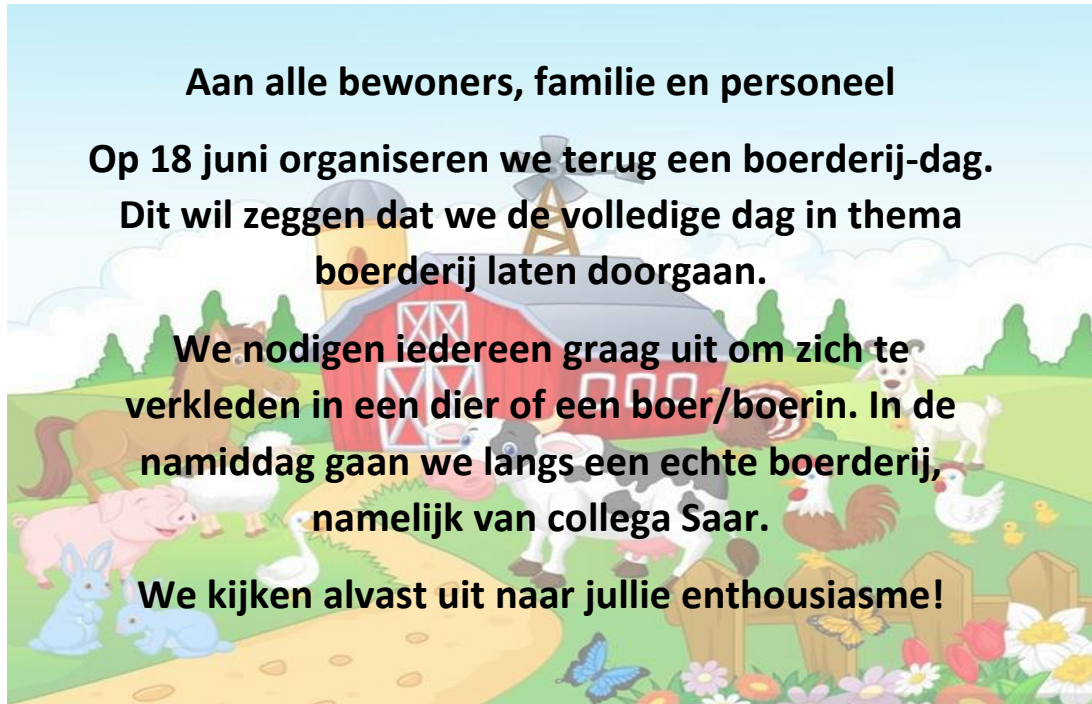 Aan alle bewoners, familie en personeel
Op 18 juni organiseren we terug een boerderij-dag.
Dit wil zeggen dat we de volledige dag in thema
boerderij laten doorgaan.
We nodigen iedereen graag uit om zich te
verkleden in een dier of een boer/boerin. In de
namiddag gaan we langs een echte boerderij,
namelijk van collega Saar.
We kijken alvast uit naar jullie enthousiasme!